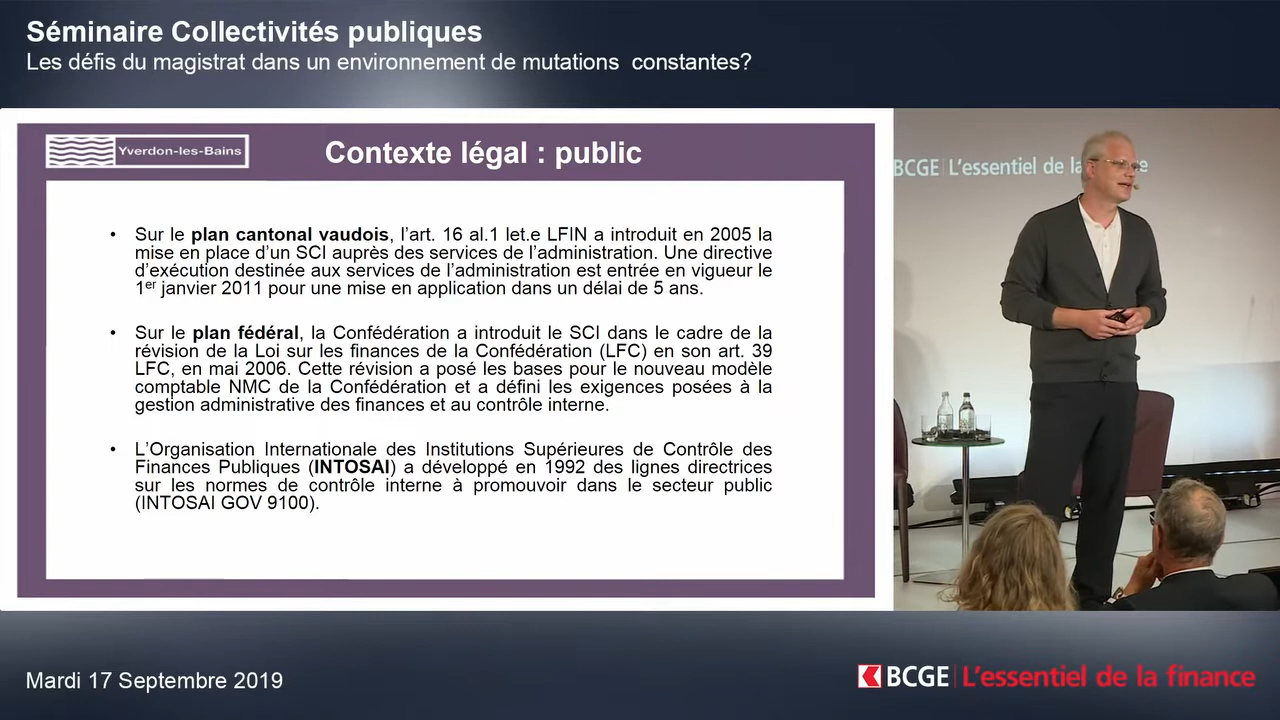 Séminaire Collectivités publiques
Les défis du magistrat dans un environnement de mutations constantes?
Yverdon-les-Bains
Contexte légal : public
• Sur le plan cantonal vaudois, l'art. 16 al.1 let.e LFIN a introduit en 2005 la
mise en place d'un SCI auprès des services de l'administration. Une directive
d'exécution destinée aux services de l'administration est entrée en vigueur le
1er janvier 2011 pour une mise en application dans un délai de 5 ans.
• Sur le plan fédéral, la Confédération a introduit le SCI dans le cadre de la
révision de la Loi sur les finances de la Confédération (LFC) en son art. 39
LFC, en mai 2006. Cette révision a posé les bases pour le nouveau modèle
comptable NMC de la Confédération et a défini les exigences posées à la
gestion administrative des finances et au contrôle interne.
• L'Organisation Internationale des Institutions Supérieures de Contrôle des
Finances Publiques (INTOSAI) a développé en 1992 des lignes directrices
sur les normes de contrôle interne à promouvoir dans le secteur public
(INTOSAI GOV 9100).
BCGE L'essentiel de la
Mardi 17 Septembre 2019
BCGE L'essentiel de la finance